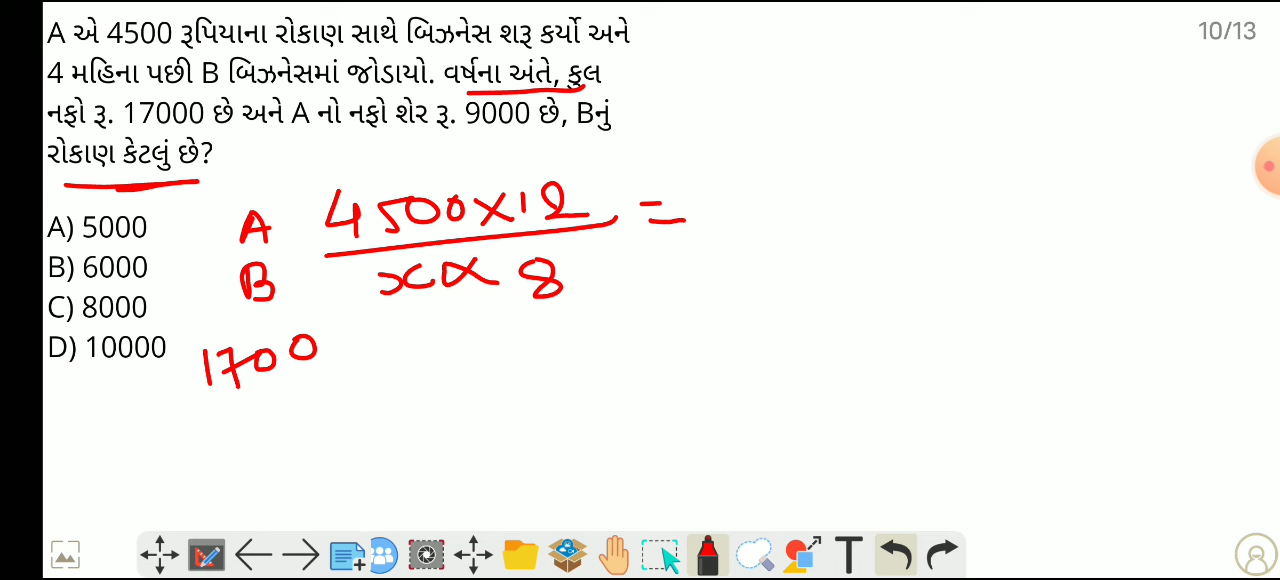 A એ 4500 રૂપિયાના રોકાણ સાથે બિઝનેસ શરૂ કર્યો અને
10/13
4 મહિના પછી B બિઝનેસમાં જોડાયો. વર્ષના અંતે, કુલ
નફો રૂ. 17000 છે અને A નો નફો શેર રૂ. 9000 છે, Bનું
રોકાણ કેટલું છે?
A) 5000
B) 6000
C) 8000
D) 10000
A 4500×12 =
B x× 8
1700
T